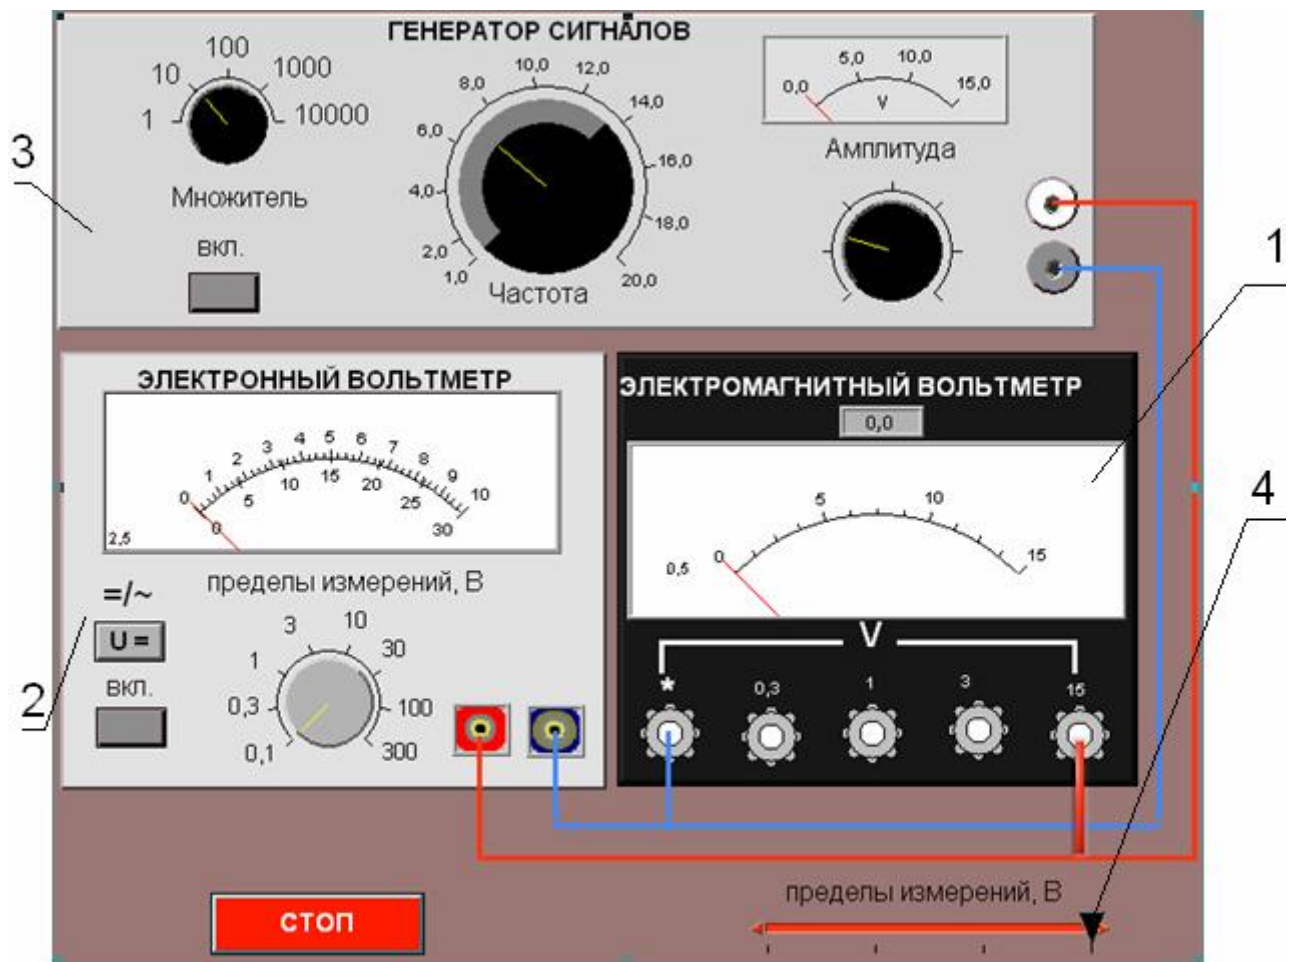 ГЕНЕРАТОР СИГНАЛОВ
1
10
100
1000
10000
Множитель
ВКЛ.
1,0
2,0
4,0
6,0
8,0
10,0
12,0
14,0
16,0
18,0
20,0
Частота
0,0
5,0
10,0
15,0
V
Амплитуда
3
1
ЭЛЕКТРОННЫЙ ВОЛЬТМЕТР
0 1 2 3 4 5 6 7 8 9 10
0 5 10 15 20 25 30
2,5
=/~
U =
ВКЛ.
пределы измерений, В
0,1
0,3
1
3
10
30
100
300
2
ЭЛЕКТРОМАГНИТНЫЙ ВОЛЬТМЕТР
0,0
0 5 10 15
0,5
V
* 0,3 1 3 15
4
СТОП
пределы измерений, В